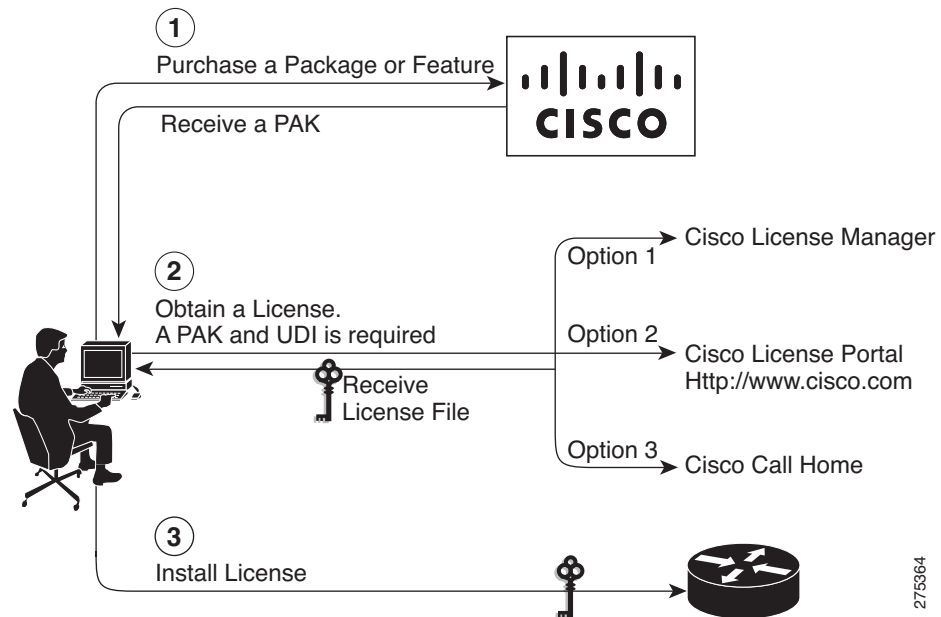 1
Purchase a Package or Feature
CISCO
Receive a PAK
Option 1
Cisco License Manager
2
Obtain a License.
A PAK and UDI is required
Option 2
Cisco License Portal
Http://www.cisco.com
Receive
License File
Option 3
Cisco Call Home
3
Install License
275364